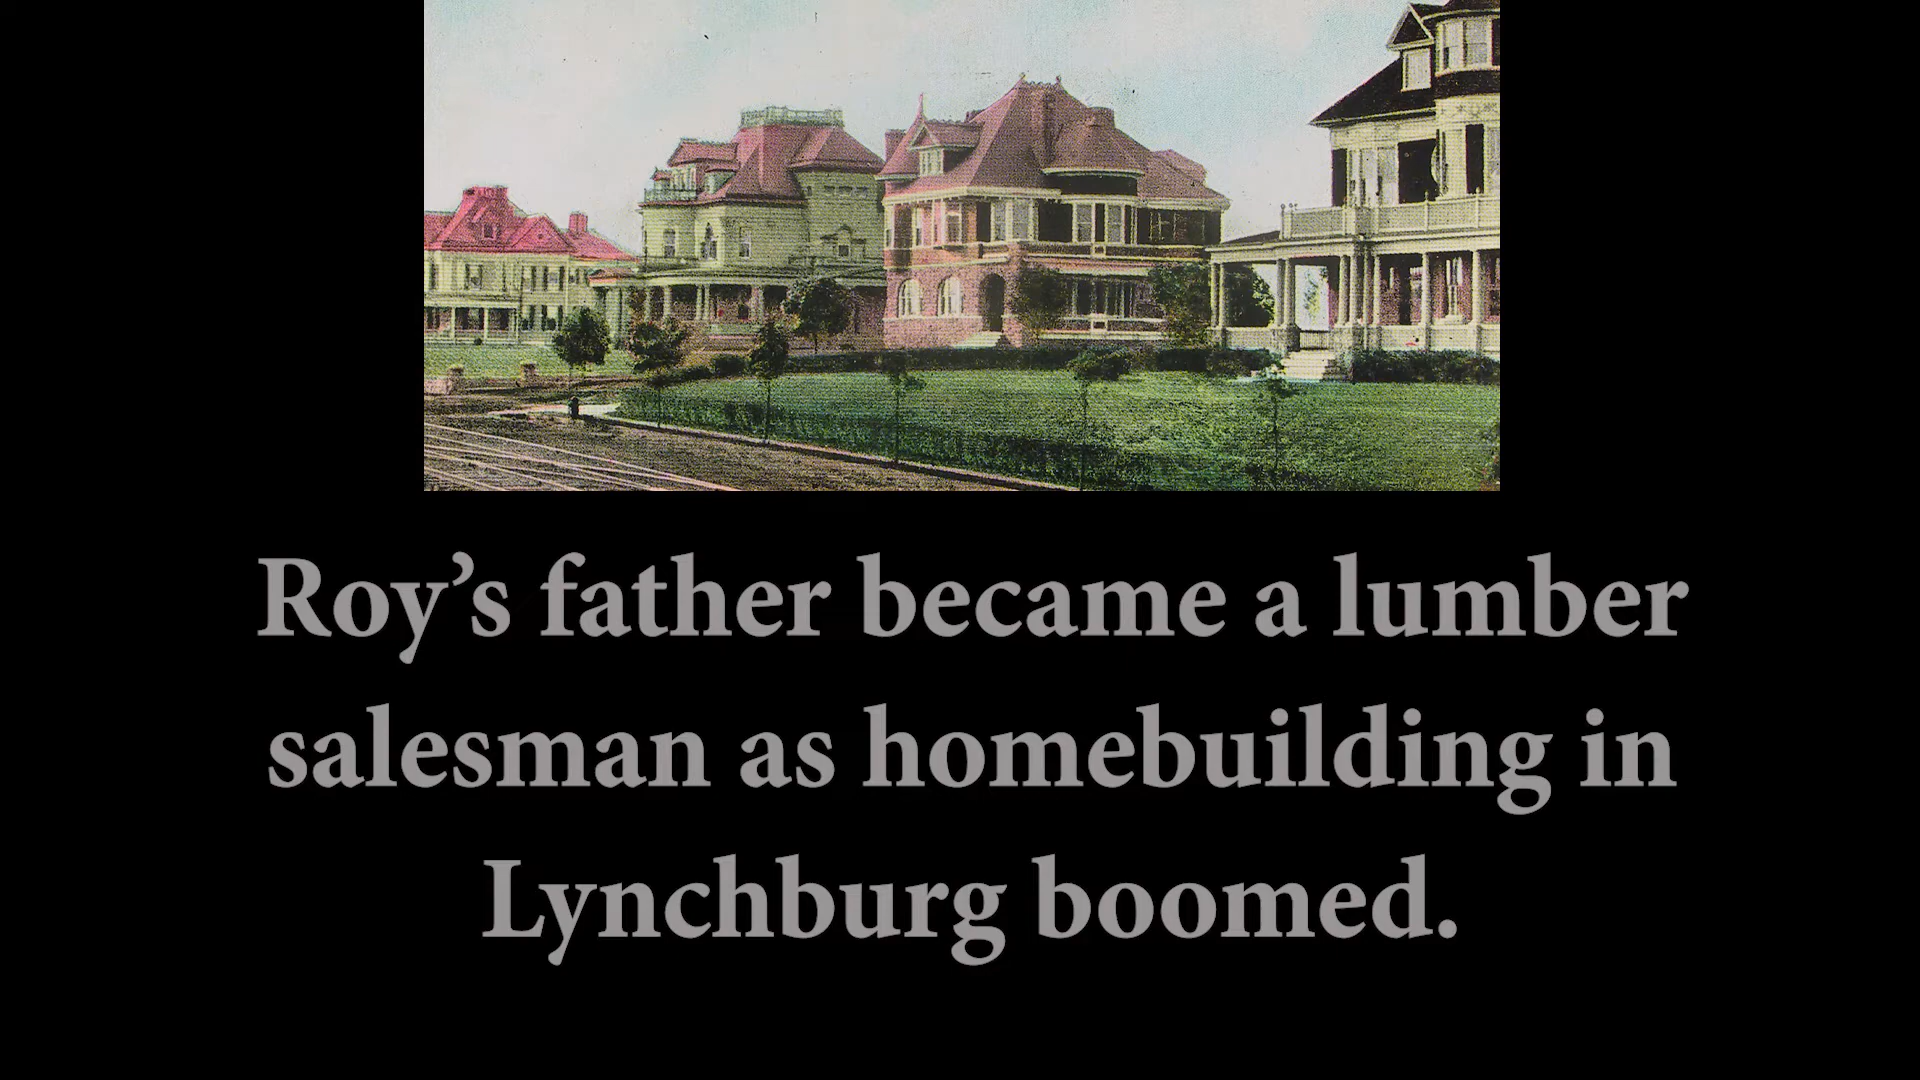 Roy’s father became a lumber
salesman as homebuilding in
Lynchburg boomed.